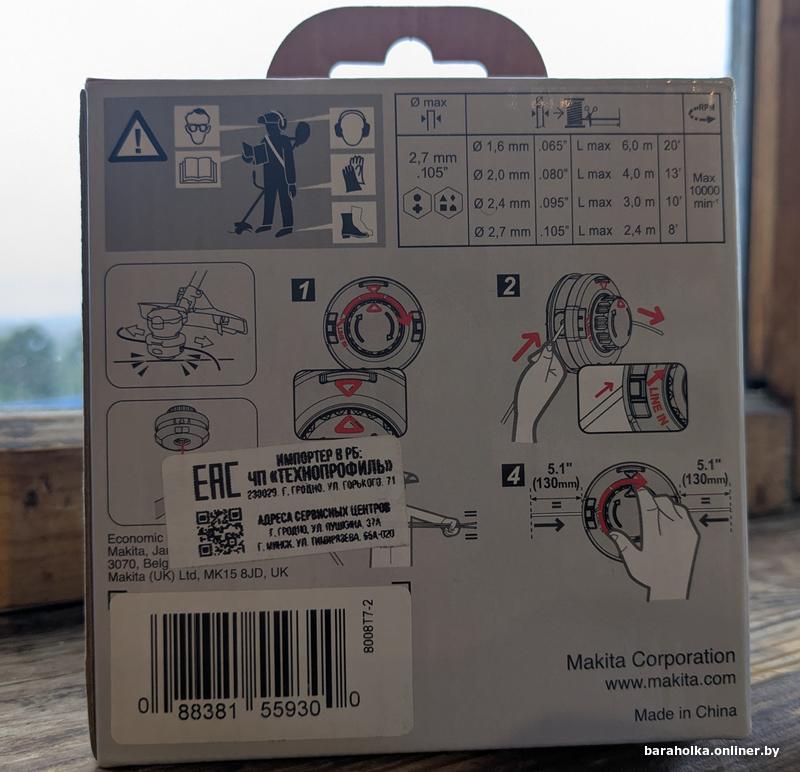 Ø max
Ø
RPM
2,7 mm
.105"
Ø 1,6 mm .065" L max 6,0 m 20'
Ø 2,0 mm .080" L max 4,0 m 13'
Ø 2,4 mm .095" L max 3,0 m 10'
Ø 2,7 mm .105" L max 2,4 m 8'
Max
10000
min⁻¹
1
2
LINE IN
4
5.1"
(130mm)
=
5.1"
(130mm)
=
EAC
ИМПОРТЕР В РБ:
ЧП «ТЕХНОПРОФИЛЬ»
230029, Г. ГРОДНО, УЛ. ГОРЬКОГО, 71
АДРЕСА СЕРВИСНЫХ ЦЕНТРОВ
Г. ГРОДНО, УЛ. ПУШКИНА, 37А
Г. МИНСК, УЛ. ТИМИРЯЗЕВА, 65А-020
Economic
Makita, Jan
3070, Belg
Makita (UK) Ltd, MK15 8JD, UK
8008T7-2
0 88381 55930 0
Makita Corporation
www.makita.com
Made in China
baraholka.onliner.by